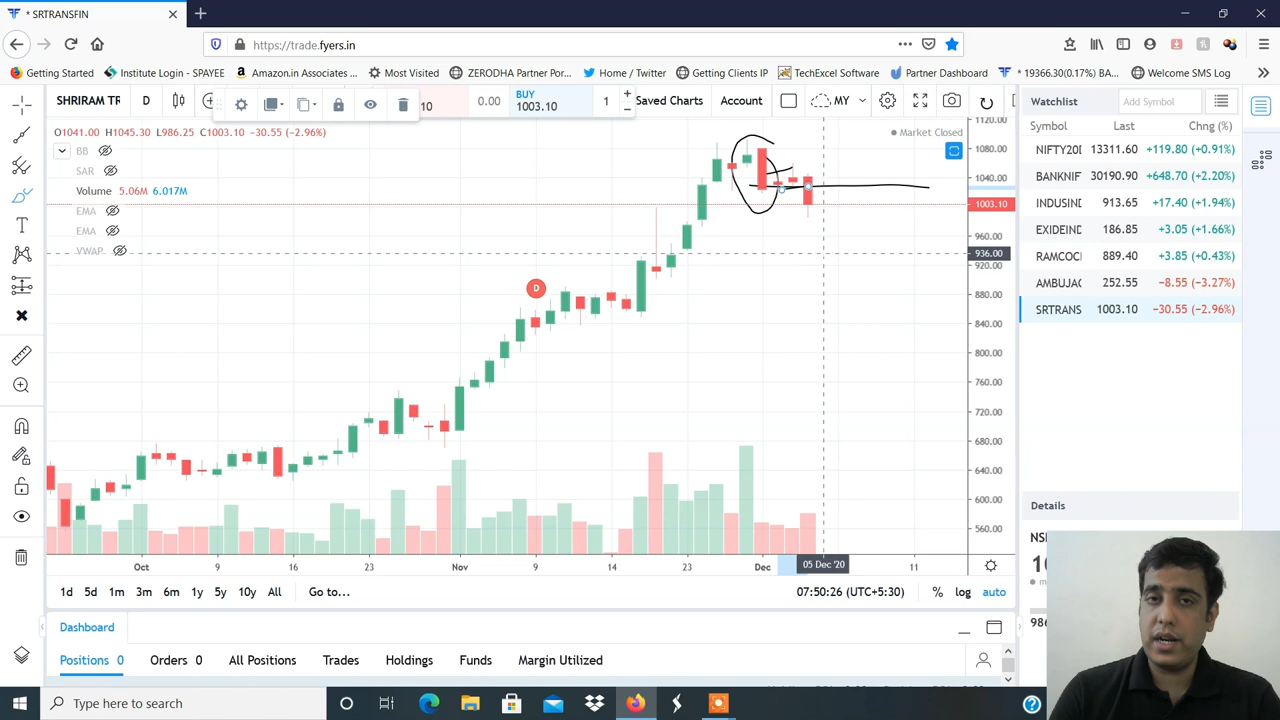 * SRTRANSFIN
https://trade.fyers.in
Getting Started
Institute Login - SPAYEE
Amazon.in Associates ...
Most Visited
ZERODHA Partner Por...
Home / Twitter
Getting Clients IP
TechExcel Software
Partner Dashboard
* 19366.30(0.17%) BA...
Welcome SMS Log
SHRIRAM TR
D
10
0.00
BUY
1003.10
1
Saved Charts
Account
MY
O1041.00 H1045.30 L986.25 C1003.10 −30.55 (−2.96%)
Market Closed
BB
SAR
Volume 5.06M 6.017M
EMA
EMA
VWAP
D
1120.00
1080.00
1040.00
1003.10
960.00
936.00
920.00
880.00
840.00
800.00
760.00
720.00
680.00
640.00
600.00
560.00
Oct 9 16 23 Nov 9 16 23 Dec 05 Dec '20 11
1d 5d 1m 3m 6m 1y 5y 10y All Go to...
07:50:26 (UTC+5:30) % log auto
Dashboard
Positions 0 Orders 0 All Positions Trades Holdings Funds Margin Utilized
Watchlist Add Symbol
Symbol Last Chng (%)
NIFTY20D 13311.60 +119.80 (+0.91%)
BANKNIF 30190.90 +648.70 (+2.20%)
INDUSIND 913.65 +17.40 (+1.94%)
EXIDEIND 186.85 +3.05 (+1.66%)
RAMCOC 889.40 +3.85 (+0.43%)
AMBUJAC 252.55 −8.55 (−3.27%)
SRTRANS 1003.10 −30.55 (−2.96%)
Details
Type here to search